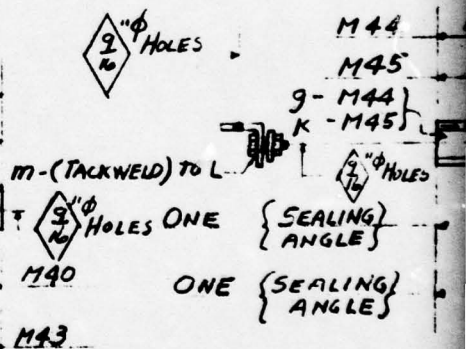 9/16 "ϕ HOLES
M44
M45
g - M44
K - M45 } L
m-(TACKWELD) TO L
9/16 "ϕ HOLES
9/16 "ϕ HOLES
ONE {SEALING ANGLE}
M40
ONE {SEALING ANGLE}
M43